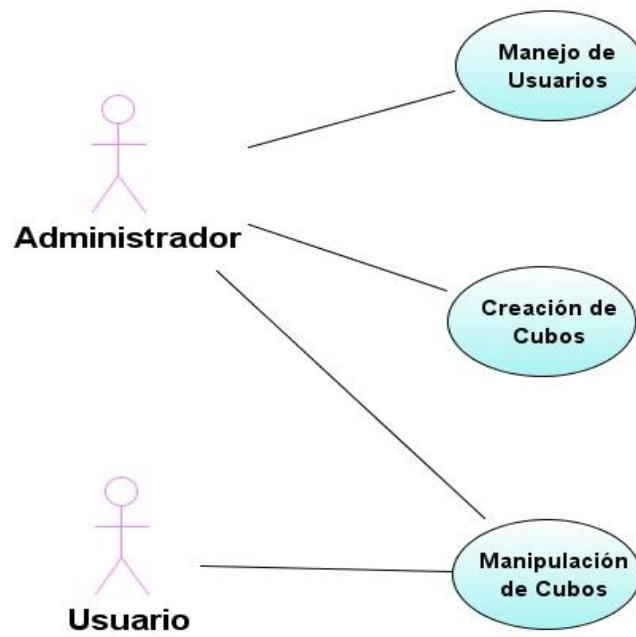 Manejo de
Usuarios
Administrador
Creación de
Cubos
Manipulación
de Cubos
Usuario